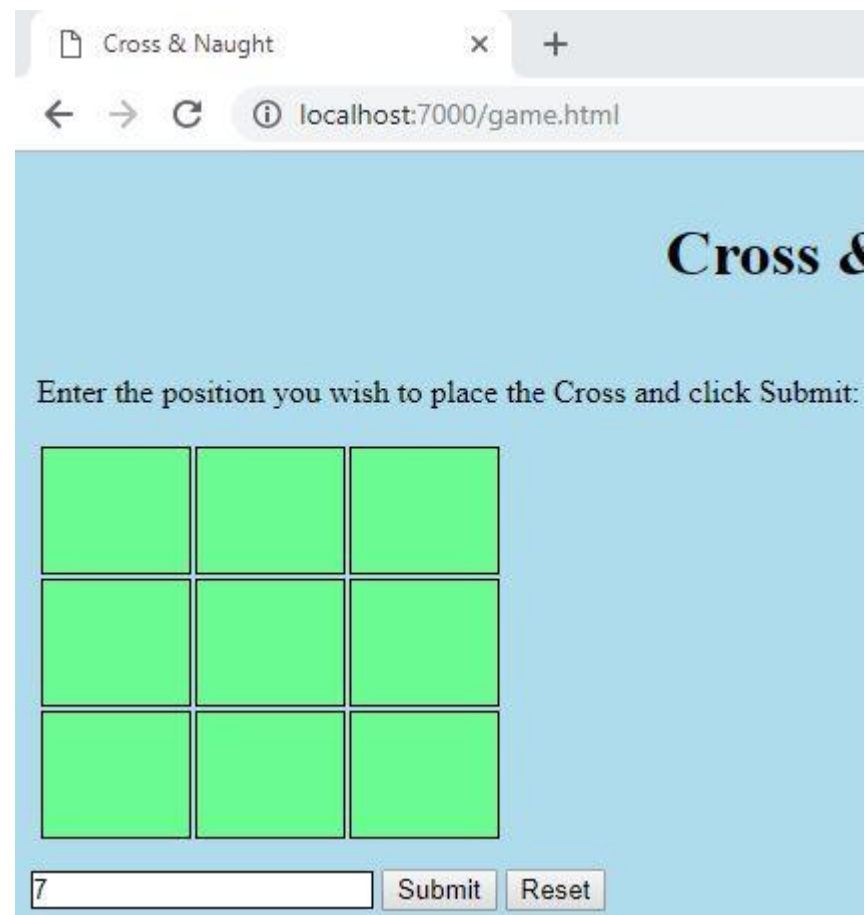 Cross & Naught
localhost:7000/game.html
Cross &
Enter the position you wish to place the Cross and click Submit:
7 Submit Reset